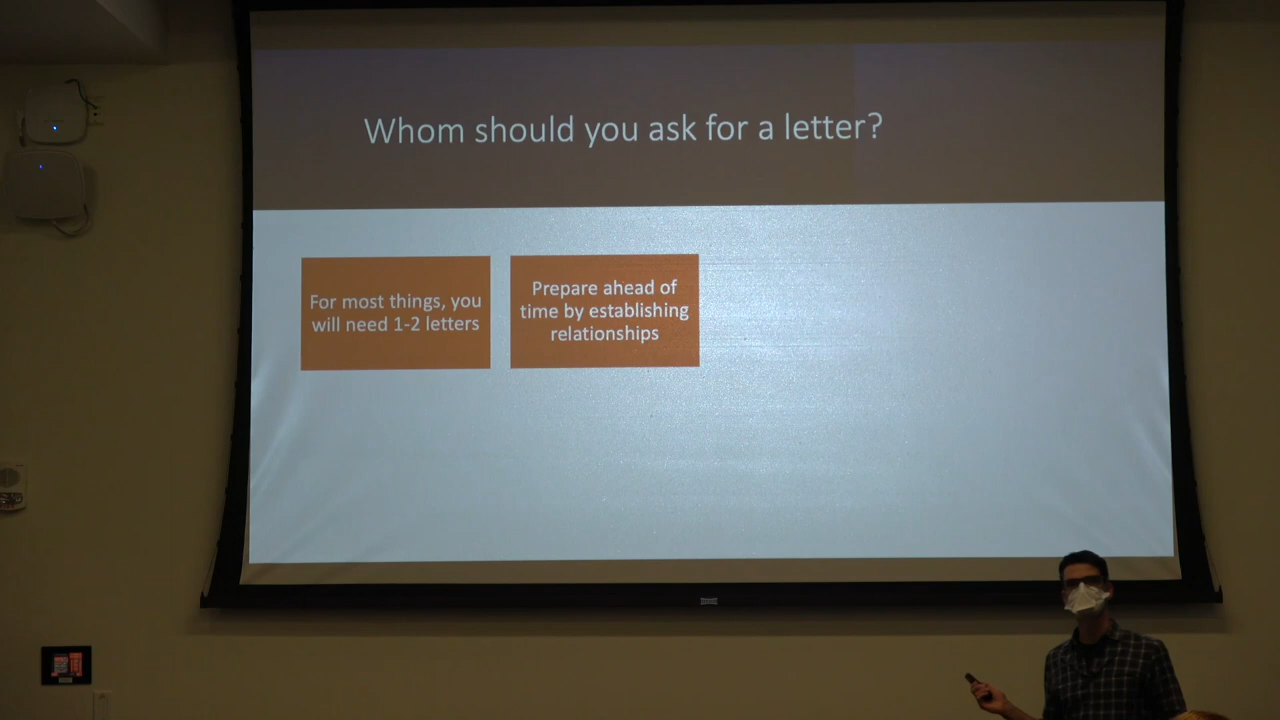 Whom should you ask for a letter?
For most things, you
will need 1-2 letters
Prepare ahead of
time by establishing
relationships